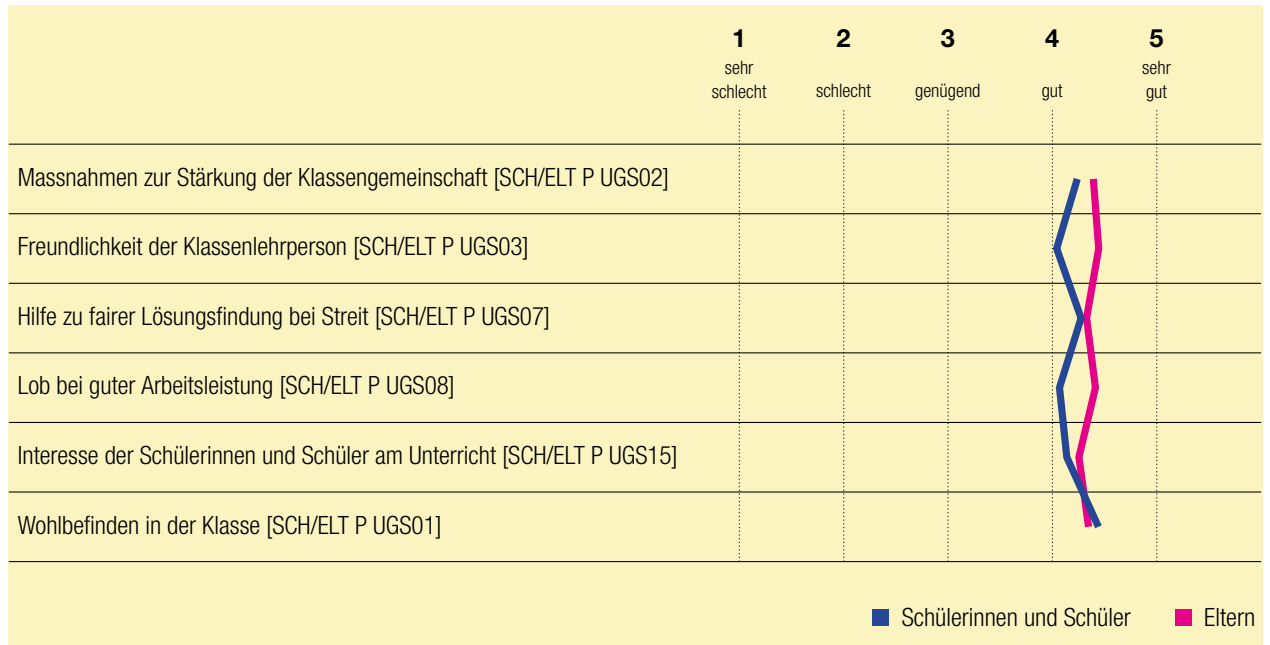 1 2 3 4 5
sehr schlecht schlecht genügend gut sehr gut
Massnahmen zur Stärkung der Klassengemeinschaft [SCH/ELT P UGS02]
Freundlichkeit der Klassenlehrperson [SCH/ELT P UGS03]
Hilfe zu fairer Lösungsfindung bei Streit [SCH/ELT P UGS07]
Lob bei guter Arbeitsleistung [SCH/ELT P UGS08]
Interesse der Schülerinnen und Schüler am Unterricht [SCH/ELT P UGS15]
Wohlbefinden in der Klasse [SCH/ELT P UGS01]
Schülerinnen und Schüler Eltern